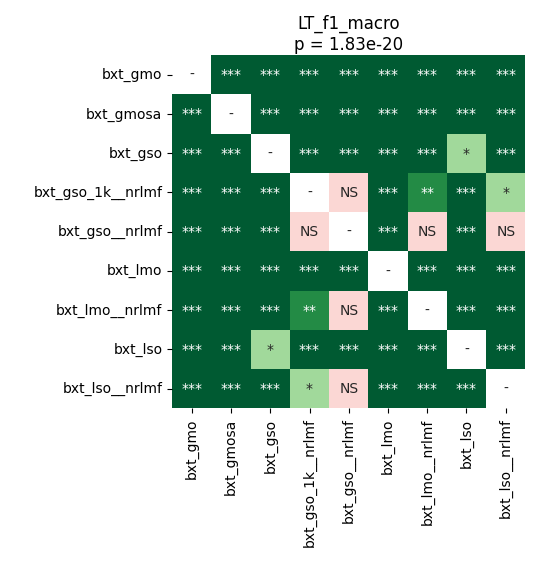 LT_f1_macro
p = 1.83e-20
bxt_gmo - *** *** *** *** *** *** *** ***
bxt_gmosa *** - *** *** *** *** *** *** ***
bxt_gso *** *** - *** *** *** *** * ***
bxt_gso_1k__nrlmf *** *** *** - NS *** ** *** *
bxt_gso__nrlmf *** *** *** NS - *** NS *** NS
bxt_lmo *** *** *** *** *** - *** *** ***
bxt_lmo__nrlmf *** *** *** ** NS *** - *** ***
bxt_lso *** *** * *** *** *** *** - ***
bxt_lso__nrlmf *** *** *** * NS *** *** *** -
bxt_gmo
bxt_gmosa
bxt_gso
bxt_gso_1k__nrlmf
bxt_gso__nrlmf
bxt_lmo
bxt_lmo__nrlmf
bxt_lso
bxt_lso__nrlmf